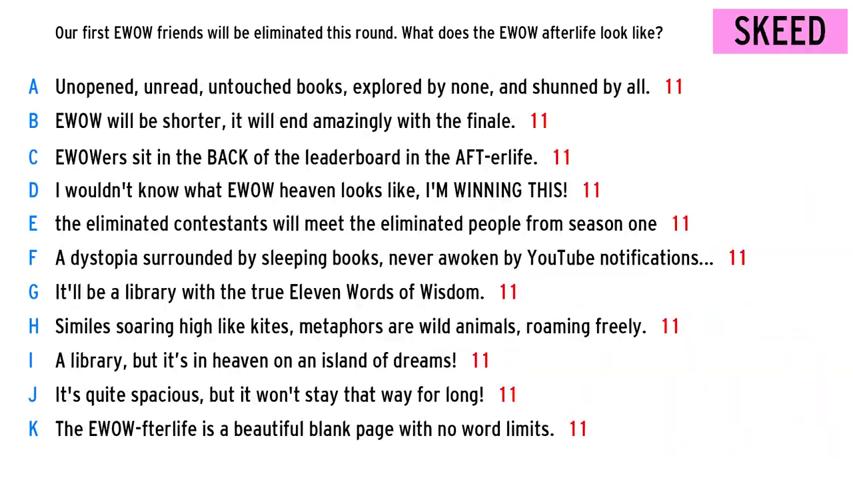 Our first EWOW friends will be eliminated this round. What does the EWOW afterlife look like?
SKEED
A Unopened, unread, untouched books, explored by none, and shunned by all. 11
B EWOW will be shorter, it will end amazingly with the finale. 11
C EWOWers sit in the BACK of the leaderboard in the AFT-erlife. 11
D I wouldn't know what EWOW heaven looks like, I'M WINNING THIS! 11
E the eliminated contestants will meet the eliminated people from season one 11
F A dystopia surrounded by sleeping books, never awoken by YouTube notifications... 11
G It'll be a library with the true Eleven Words of Wisdom. 11
H Similes soaring high like kites, metaphors are wild animals, roaming freely. 11
I A library, but it’s in heaven on an island of dreams! 11
J It's quite spacious, but it won't stay that way for long! 11
K The EWOW-fterlife is a beautiful blank page with no word limits. 11